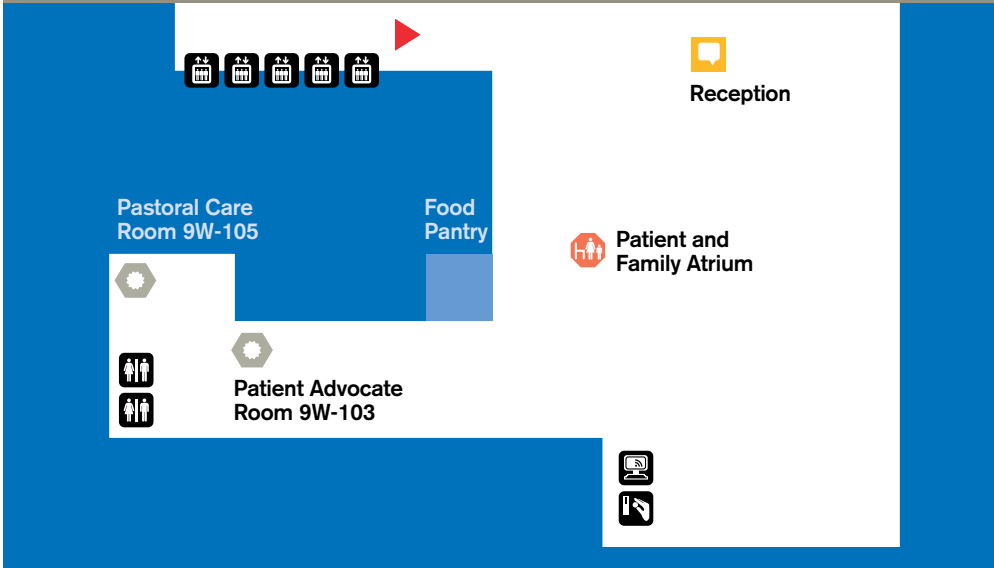 Reception
Pastoral Care
Room 9W-105
Food
Pantry
Patient and
Family Atrium
Patient Advocate
Room 9W-103